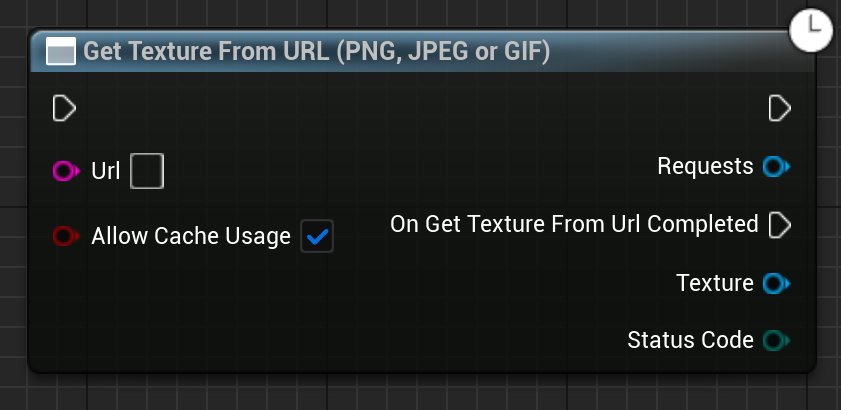 Get Texture From URL (PNG, JPEG or GIF)
Url
Requests
Allow Cache Usage
On Get Texture From Url Completed
Texture
Status Code